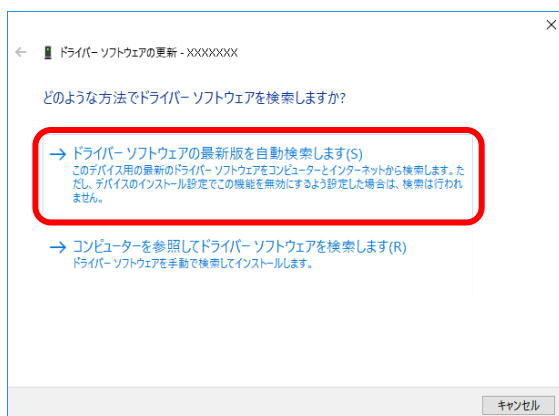 ドライバー ソフトウェアの更新 - XXXXXXX
どのような方法でドライバー ソフトウェアを検索しますか?
→ ドライバー ソフトウェアの最新版を自動検索します(S)
このデバイス用の最新のドライバー ソフトウェアをコンピューターとインターネットから検索します。た
だし、デバイスのインストール設定でこの機能を無効にするよう設定した場合は、検索は行われ
ません。
→ コンピューターを参照してドライバー ソフトウェアを検索します(R)
ドライバー ソフトウェアを手動で検索してインストールします。
キャンセル